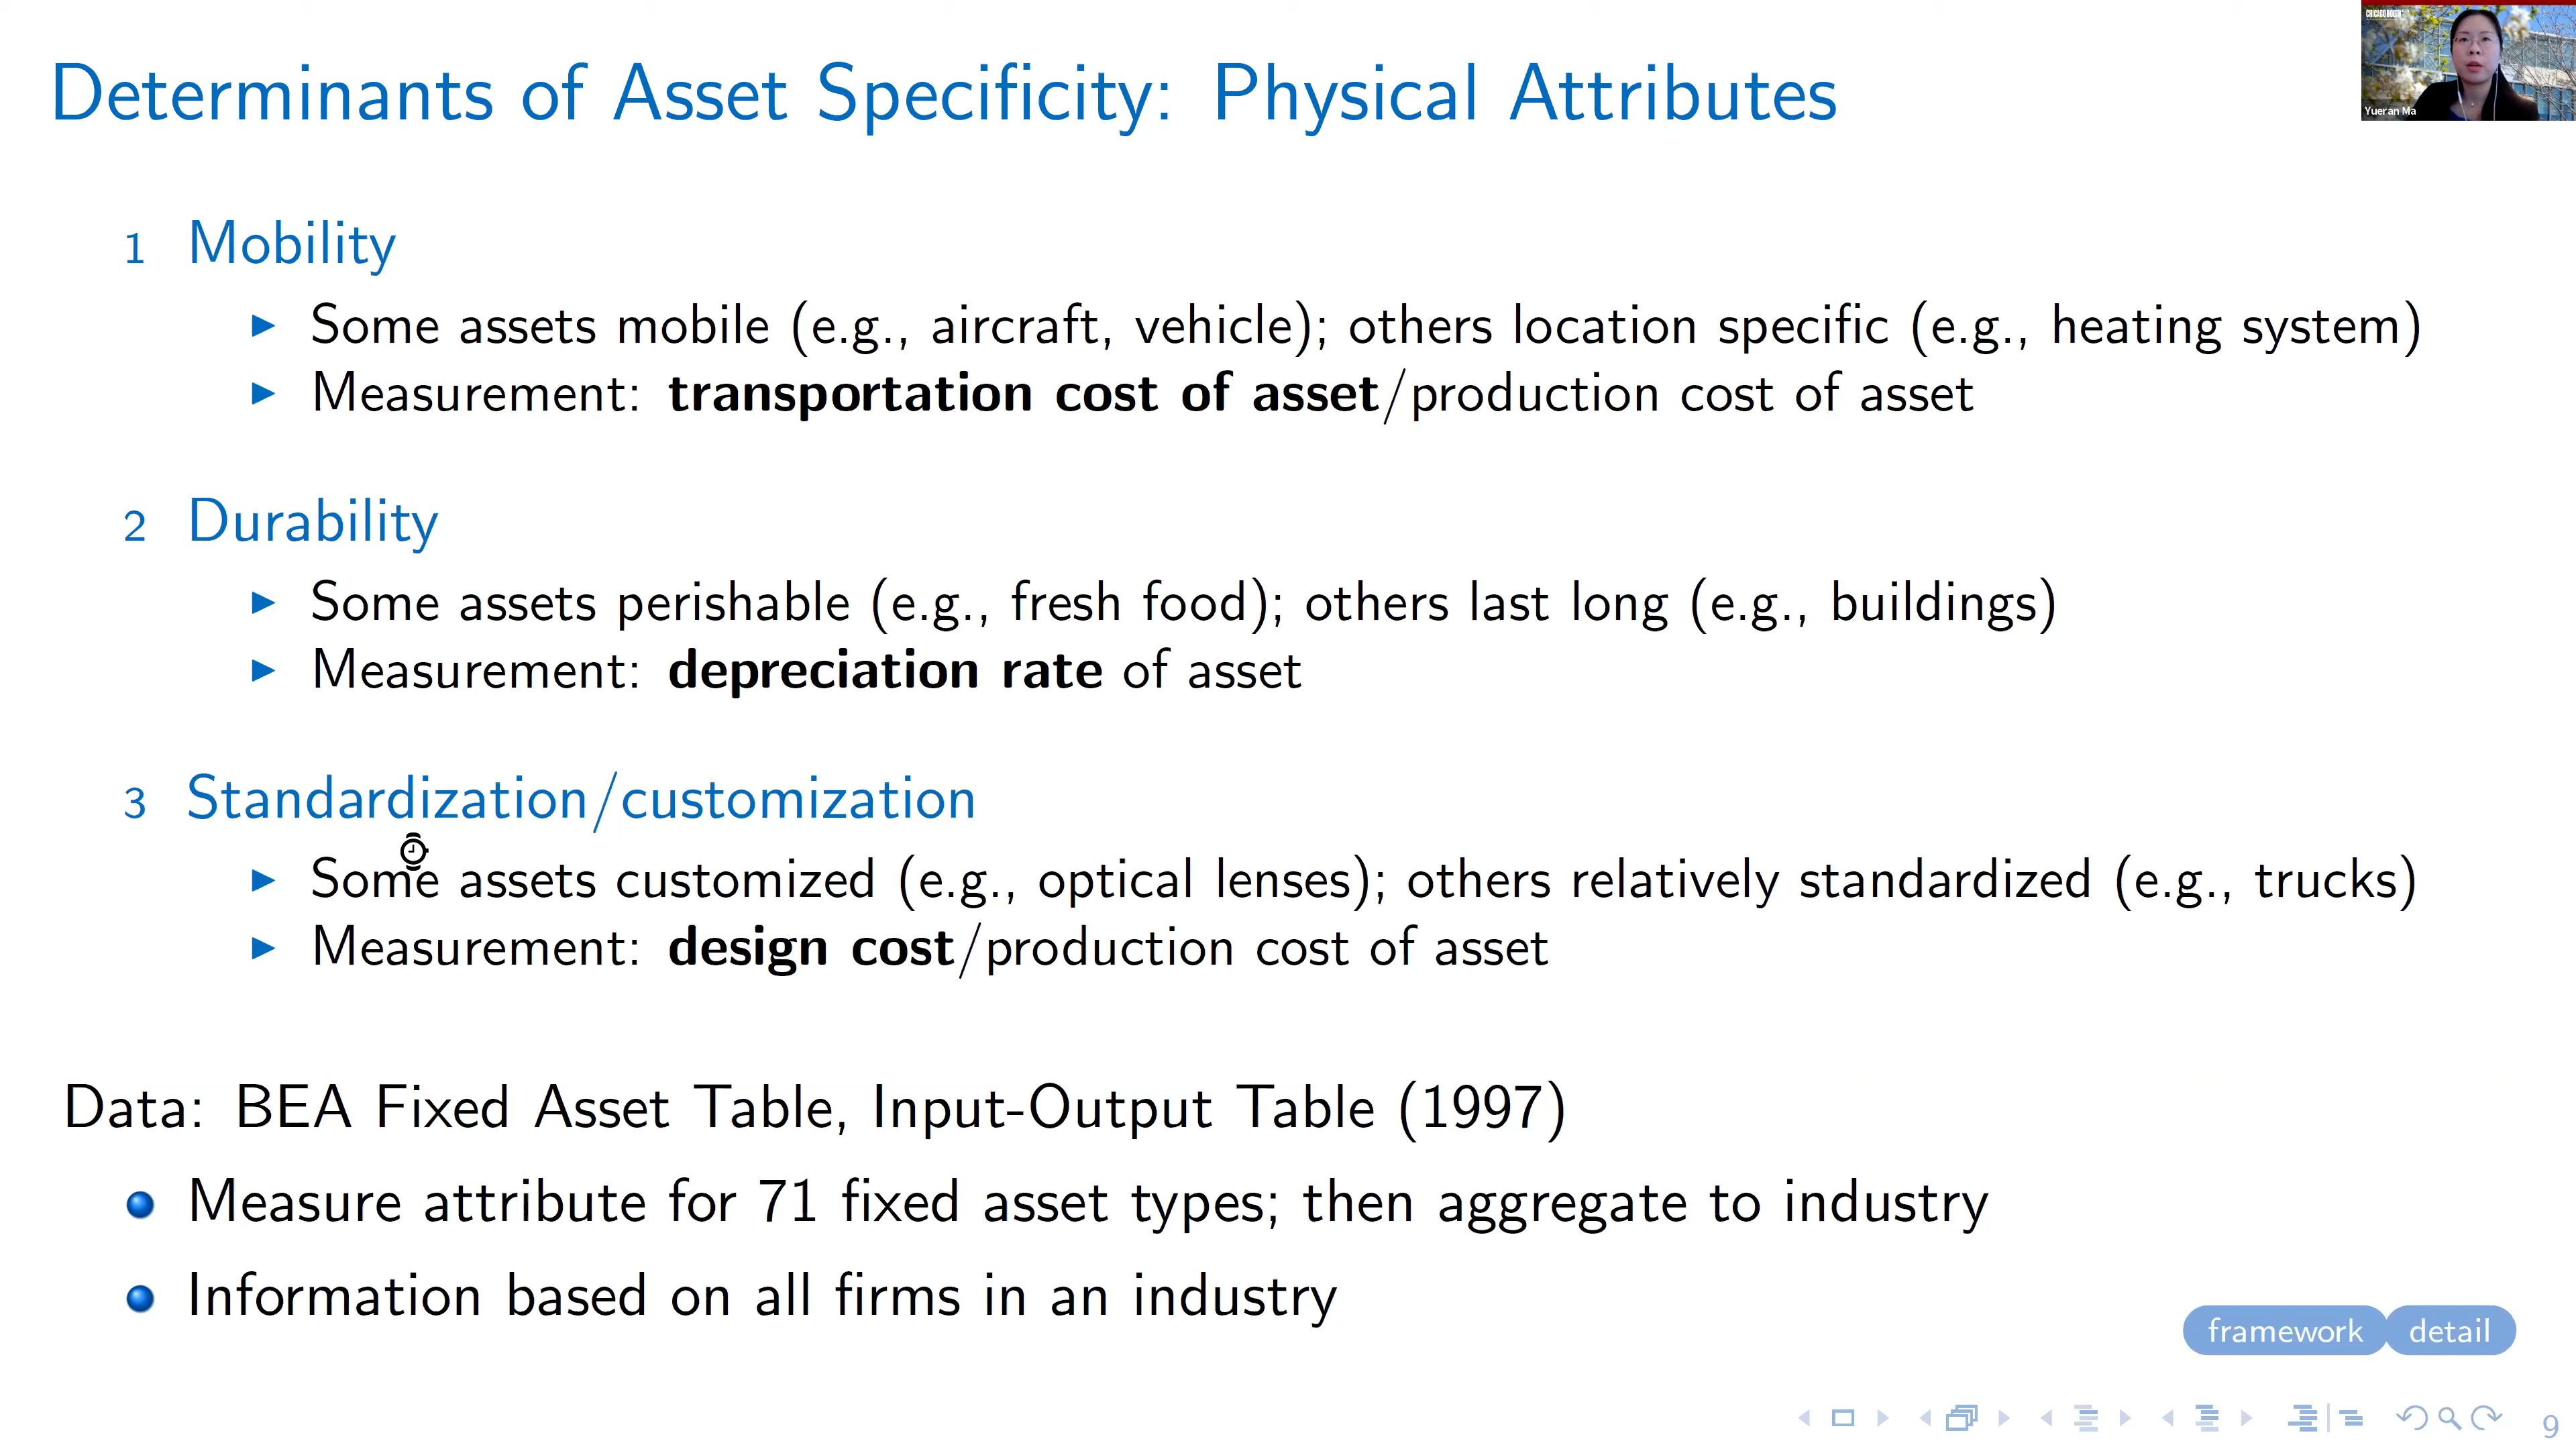 Determinants of Asset Specificity: Physical Attributes
CHICAGO BOOTH
Yueran Ma
1 Mobility
Some assets mobile (e.g., aircraft, vehicle); others location specific (e.g., heating system)
Measurement: transportation cost of asset/production cost of asset
2 Durability
Some assets perishable (e.g., fresh food); others last long (e.g., buildings)
Measurement: depreciation rate of asset
3 Standardization/customization
Some assets customized (e.g., optical lenses); others relatively standardized (e.g., trucks)
Measurement: design cost/production cost of asset
Data: BEA Fixed Asset Table, Input-Output Table (1997)
Measure attribute for 71 fixed asset types; then aggregate to industry
Information based on all firms in an industry
framework detail
9